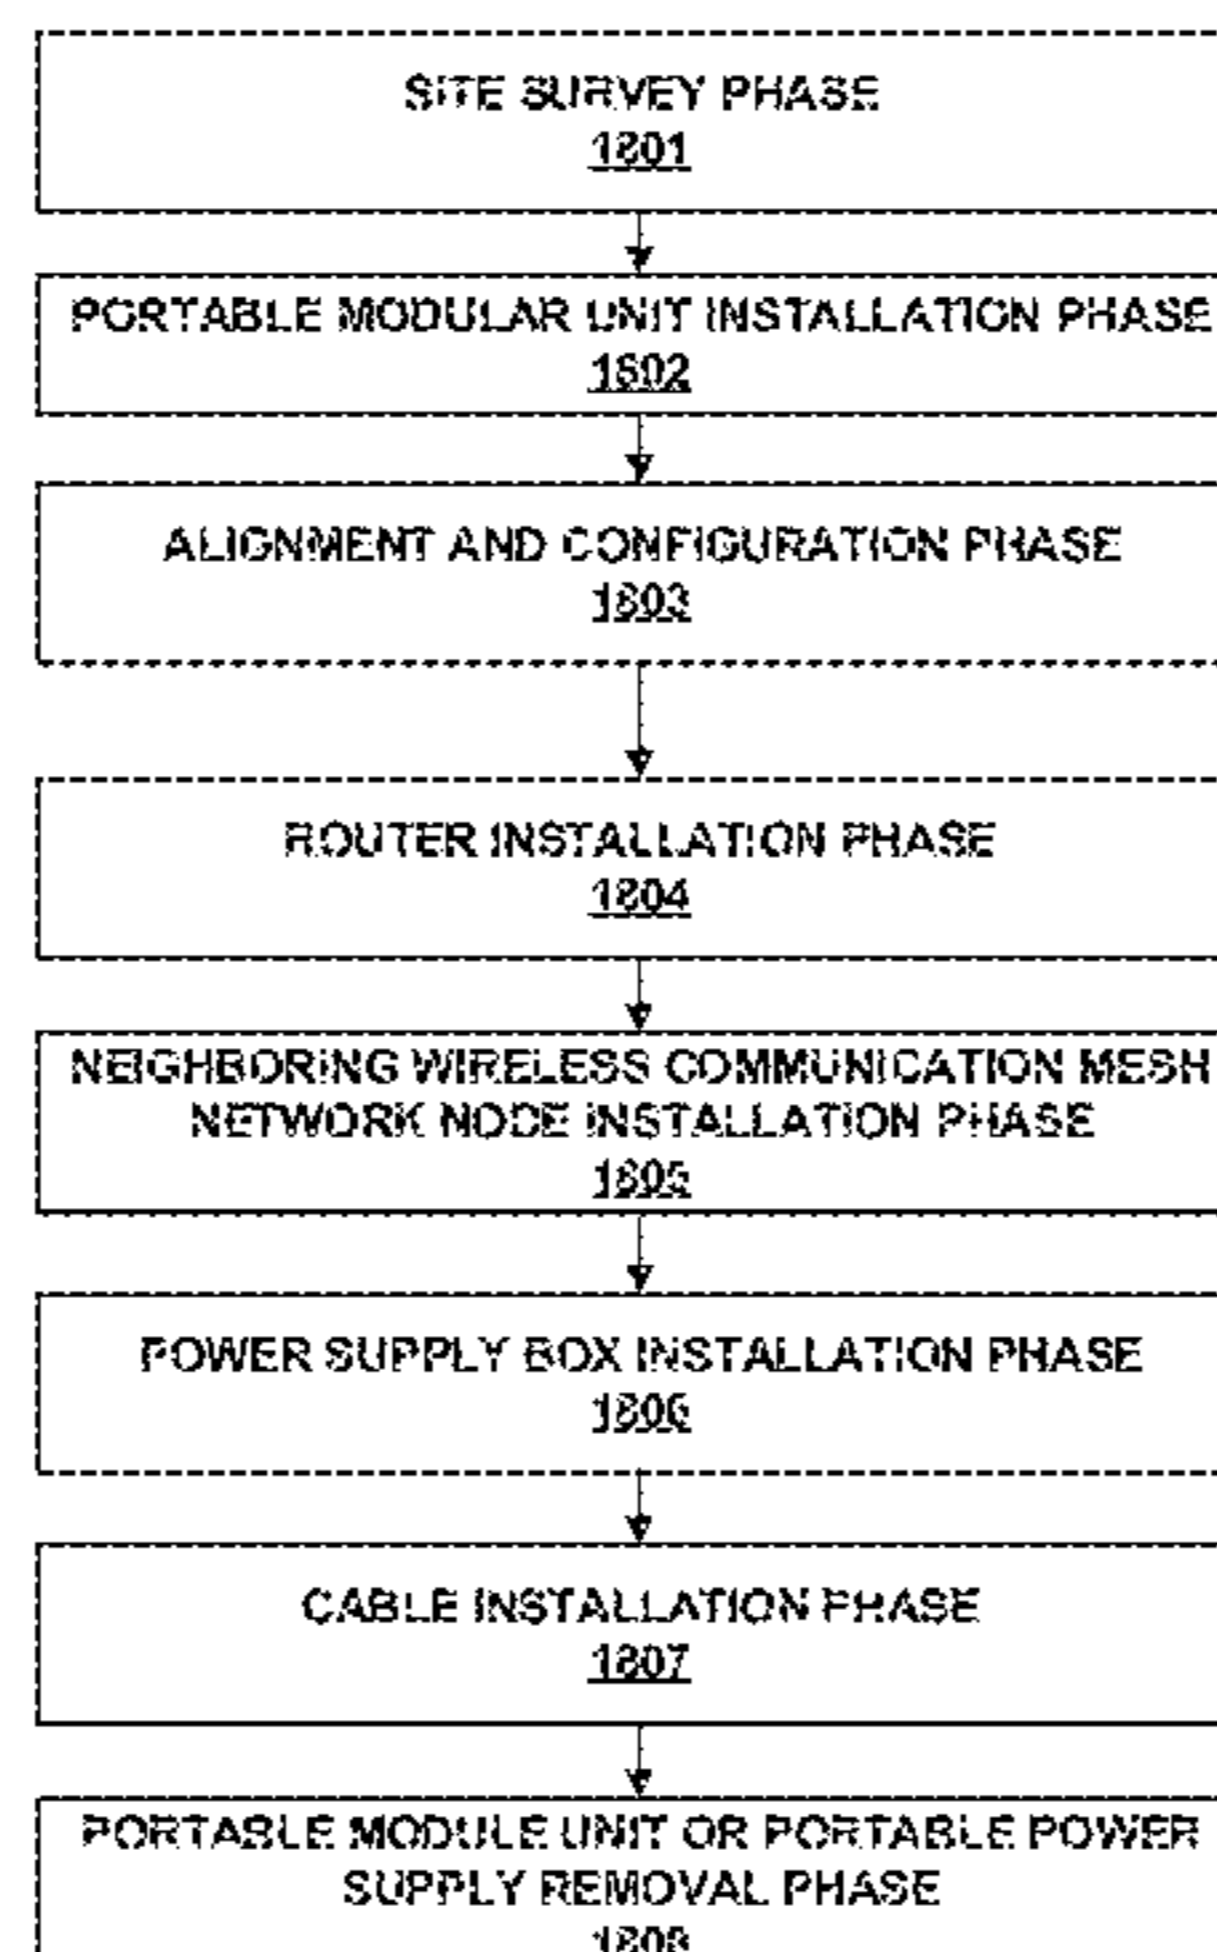 SITE SURVEY PHASE
1801
PORTABLE MODULAR UNIT INSTALLATION PHASE
1802
ALIGNMENT AND CONFIGURATION PHASE
1803
ROUTER INSTALLATION PHASE
1804
NEIGHBORING WIRELESS COMMUNICATION MESH
NETWORK NODE INSTALLATION PHASE
1805
POWER SUPPLY BOX INSTALLATION PHASE
1806
CABLE INSTALLATION PHASE
1807
PORTABLE MODULE UNIT OR PORTABLE POWER
SUPPLY REMOVAL PHASE
1808